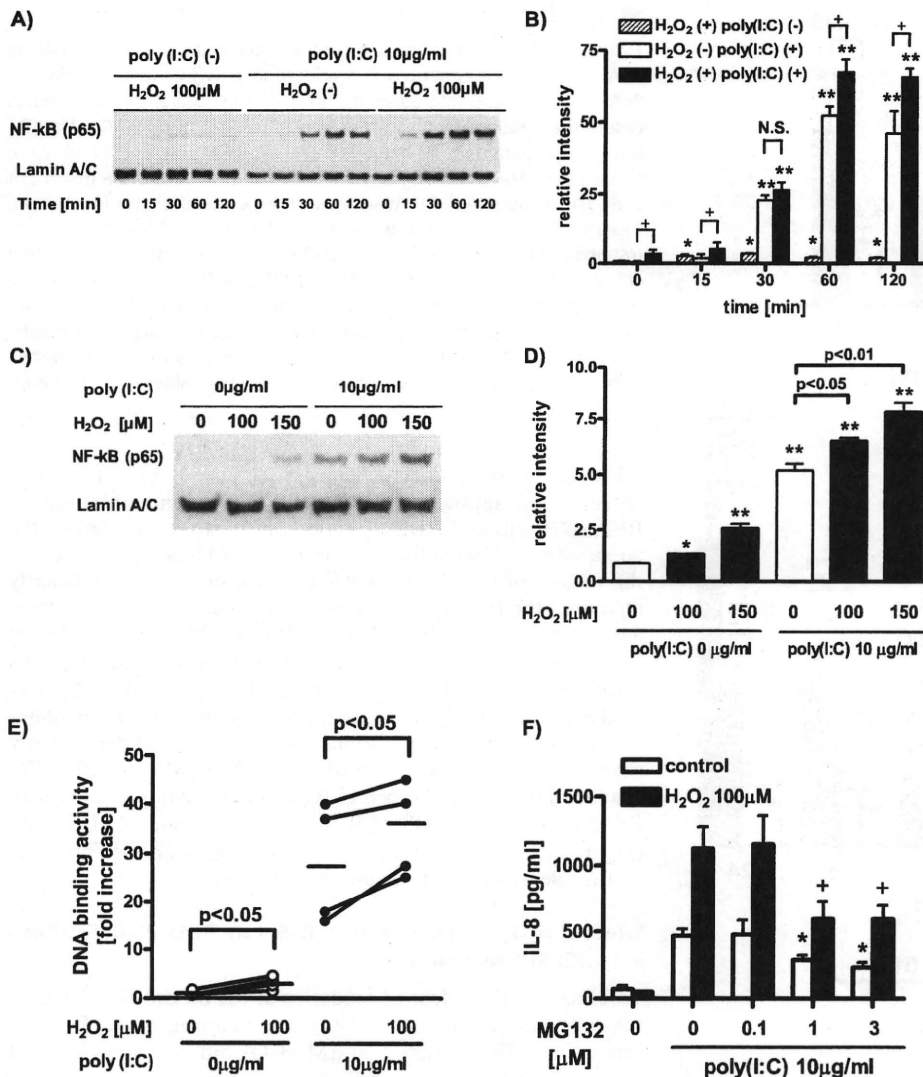 A)
poly (I:C) (-) poly (I:C) 10µg/ml
H₂O₂ 100µM H₂O₂ (-) H₂O₂ 100µM
NF-kB (p65)
Lamin A/C
Time [min] 0 15 30 60 120 0 15 30 60 120 0 15 30 60 120
B)
H₂O₂ (+) poly(I:C) (-)
H₂O₂ (-) poly(I:C) (+)
H₂O₂ (+) poly(I:C) (+)
relative intensity
75
50
25
0
+ + N.S. + +
* * ** ** * ** ** * ** **
0 15 30 60 120
time [min]
C)
poly (I:C) 0µg/ml 10µg/ml
H₂O₂ [µM] 0 100 150 0 100 150
NF-kB (p65)
Lamin A/C
D)
relative intensity
10.0
7.5
5.0
2.5
0.0
p<0.01
p<0.05
* ** ** ** **
H₂O₂ [µM] 0 100 150 0 100 150
poly(I:C) 0 µg/ml poly(I:C) 10 µg/ml
E)
DNA binding activity
[fold increase]
50
40
30
20
10
0
p<0.05
p<0.05
H₂O₂ [µM] 0 100 0 100
poly (I:C) 0µg/ml 10µg/ml
F)
control
H₂O₂ 100µM
IL-8 [pg/ml]
1500
1000
500
0
* + * +
MG132 0 0 0.1 1 3
[µM]
poly(I:C) 10µg/ml